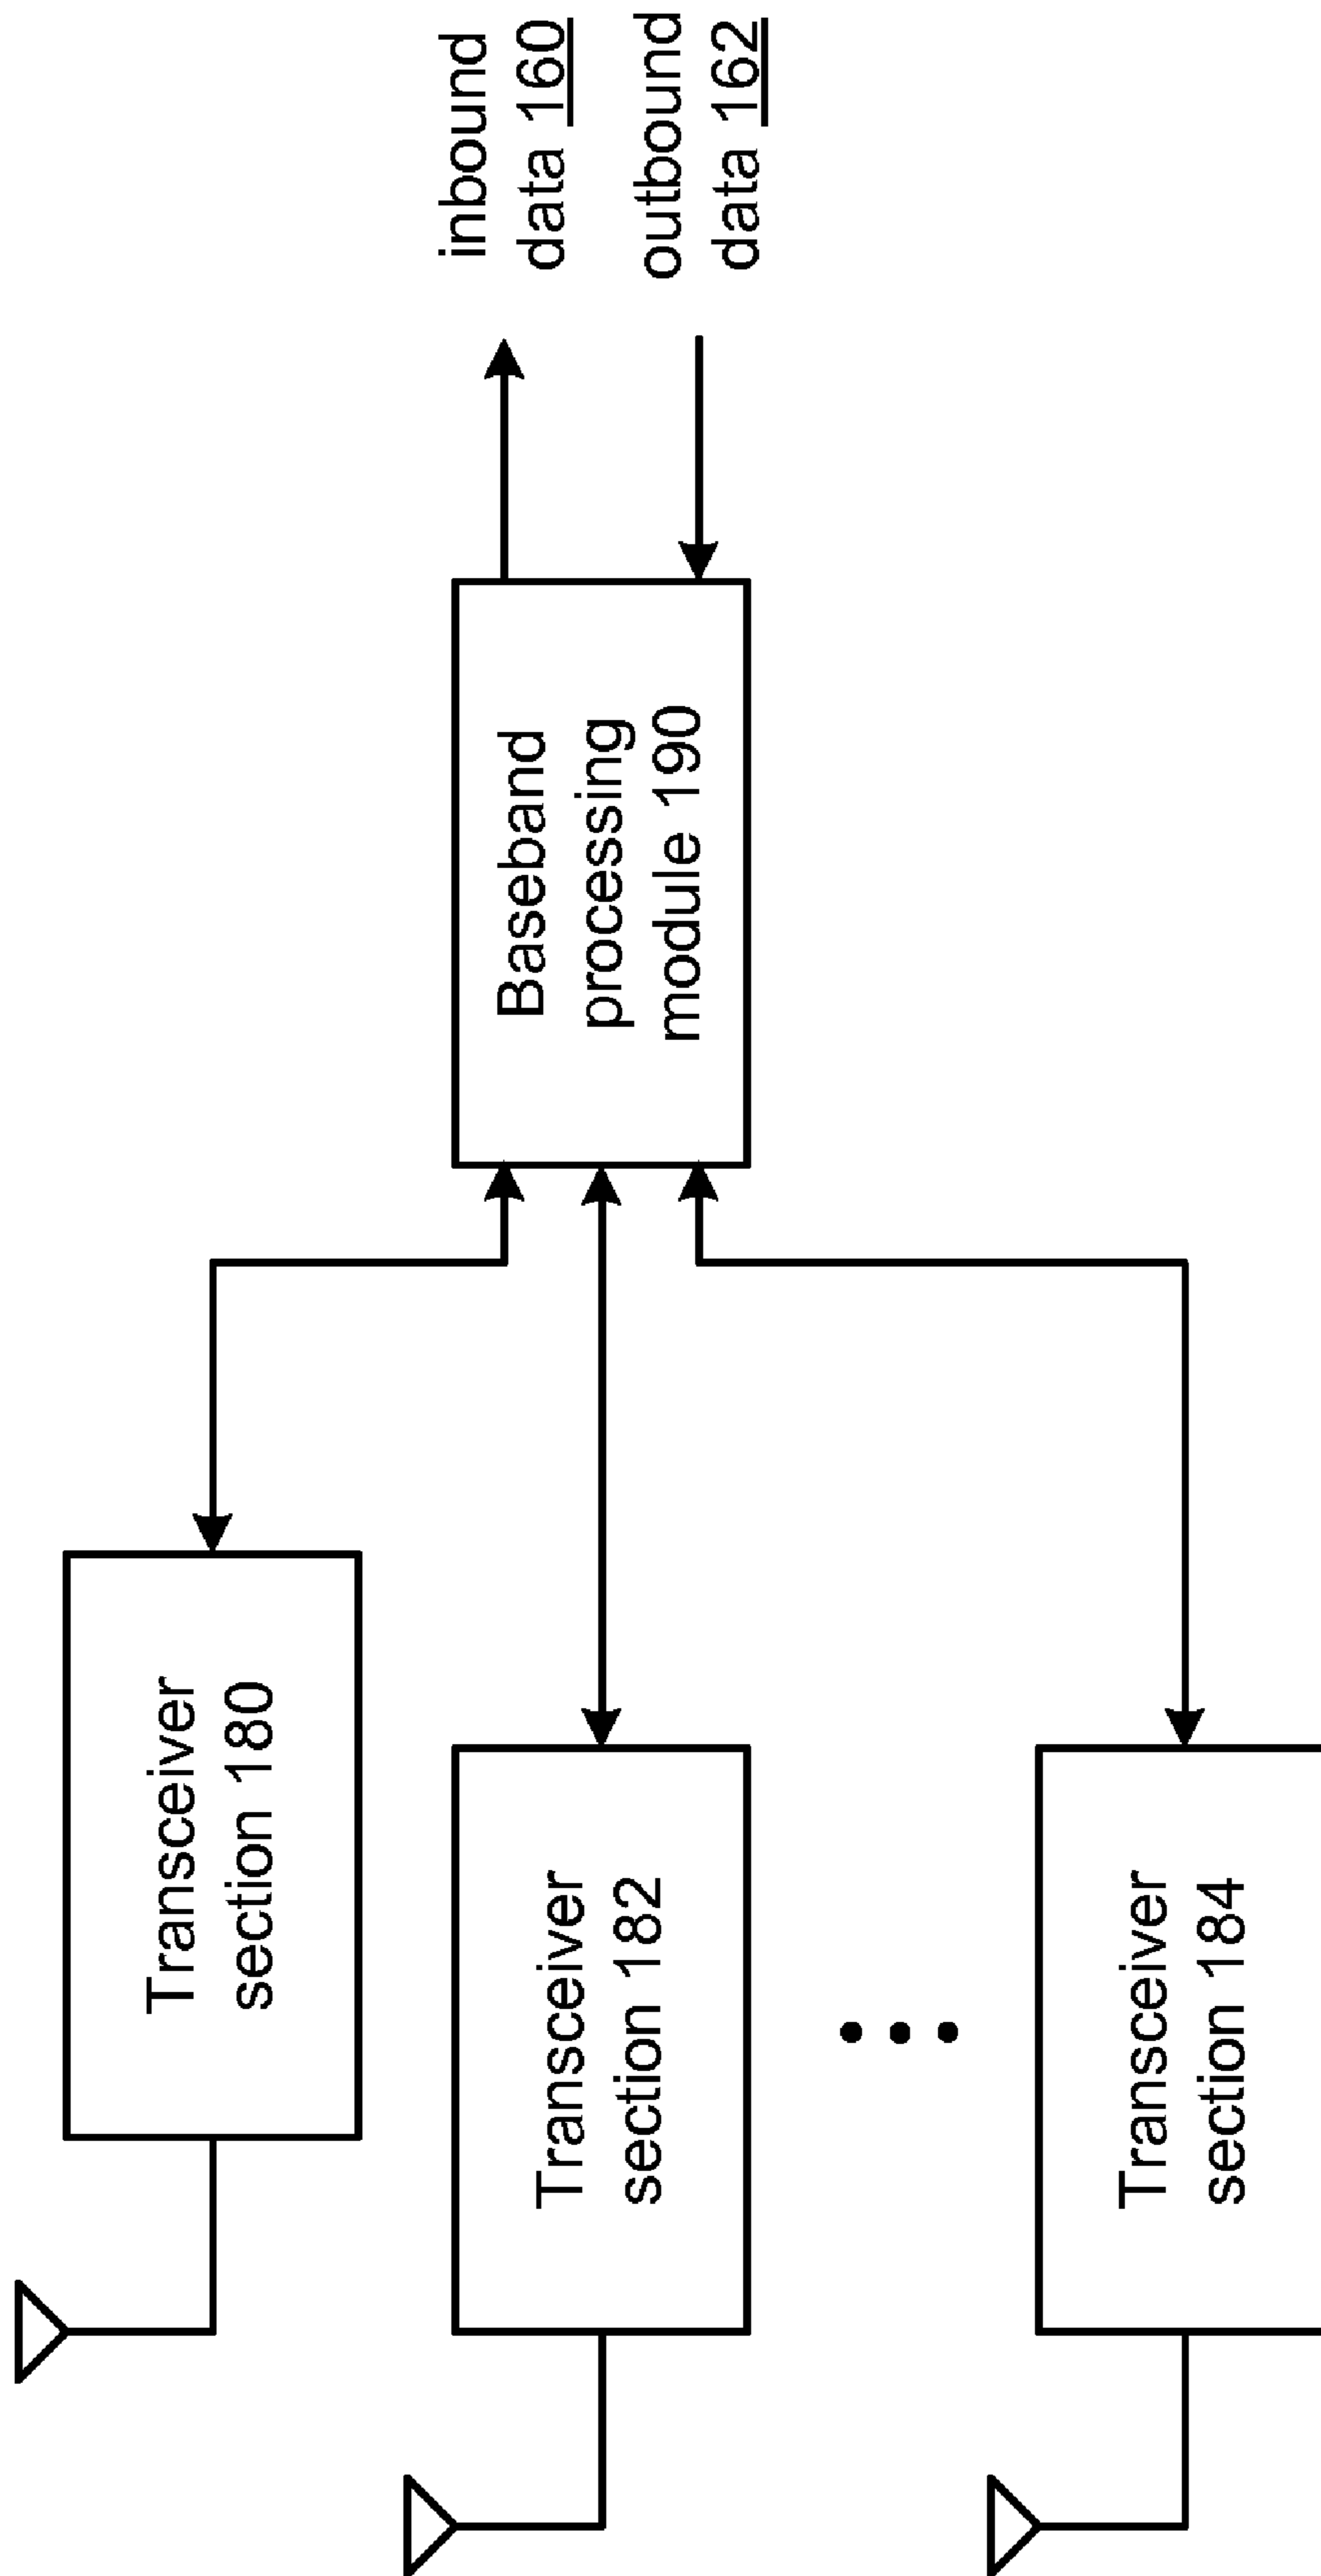 Transceiver
section 180
Transceiver
section 182
Transceiver
section 184
Baseband
processing
module 190
inbound
data 160
outbound
data 162